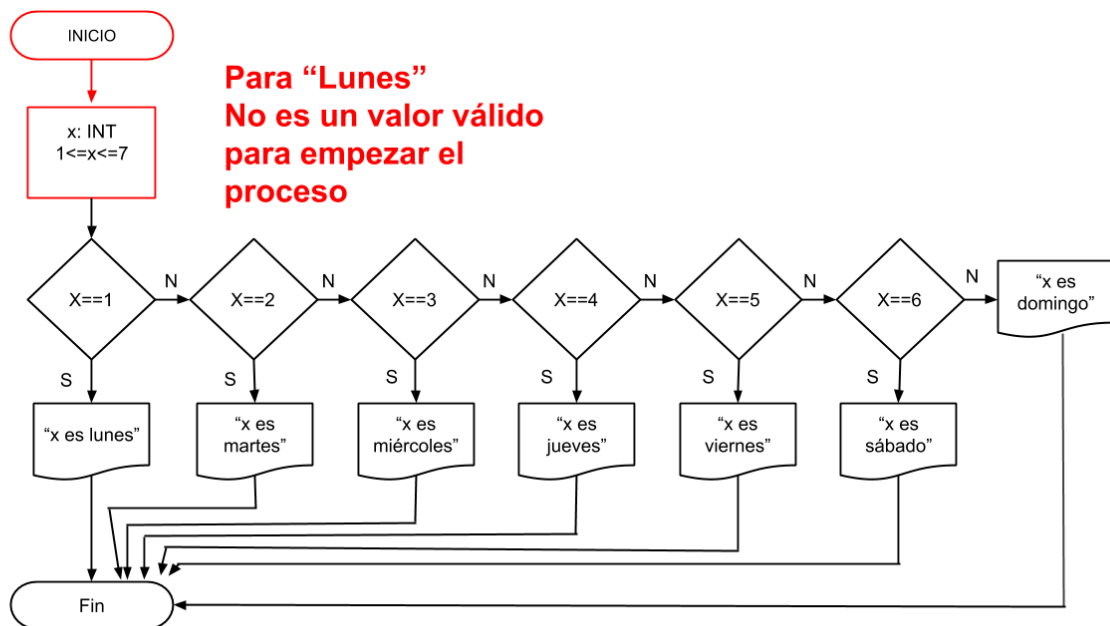 INICIO
Para “Lunes”
No es un valor válido
para empezar el
proceso
x: INT
1<=x<=7
X==1
N
X==2
N
X==3
N
X==4
N
X==5
N
X==6
N
“x es
domingo”
S
S
S
S
S
S
“x es lunes”
“x es
martes”
“x es
miércoles”
“x es
jueves”
“x es
viernes”
“x es
sábado”
Fin